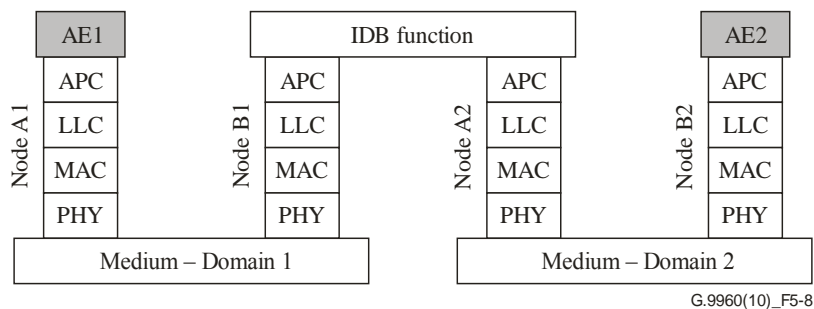 AE1
IDB function
AE2
Node A1
APC
LLC
MAC
PHY
Node B1
APC
LLC
MAC
PHY
Node A2
APC
LLC
MAC
PHY
Node B2
APC
LLC
MAC
PHY
Medium – Domain 1
Medium – Domain 2
G.9960(10)_F5-8